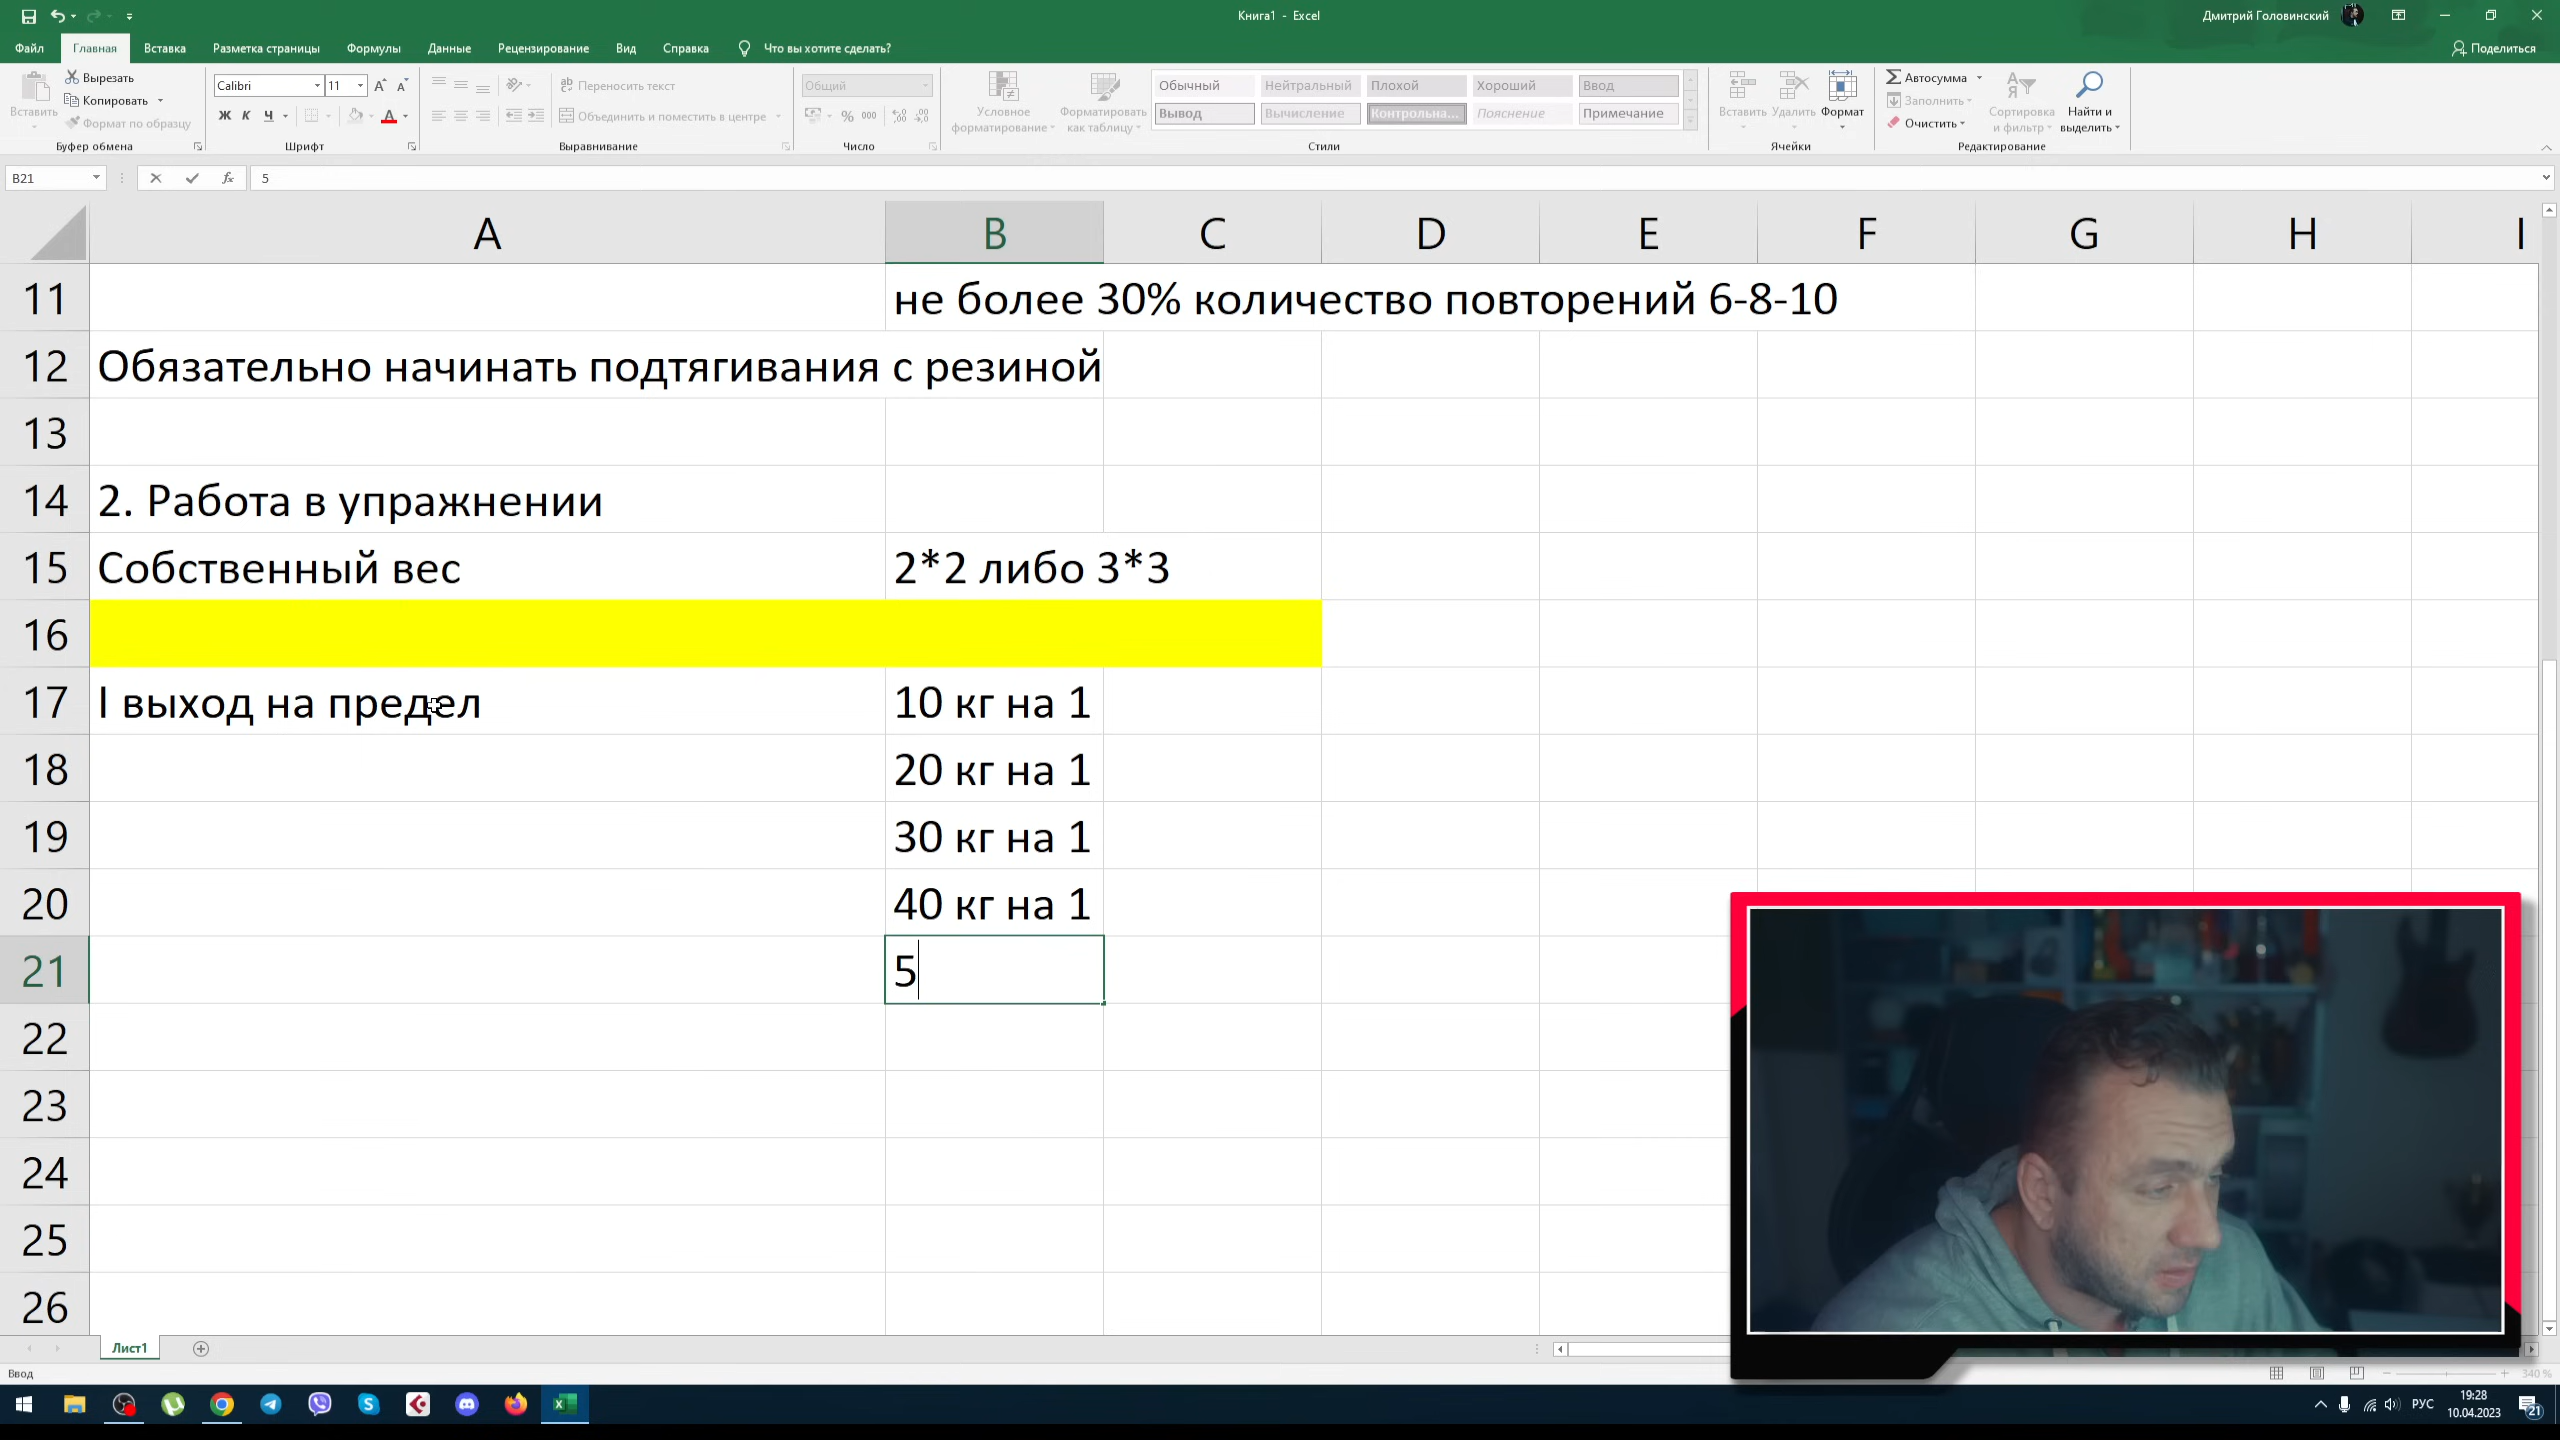 Книга1 - Excel
Дмитрий Головинский
Файл Главная Вставка Разметка страницы Формулы Данные Рецензирование Вид Справка Что вы хотите сделать?
Поделиться
Вставить
Вырезать
Копировать
Формат по образцу
Буфер обмена
Calibri 11
Ж К Ч
Шрифт
Переносить текст
Объединить и поместить в центре
Выравнивание
Общий
% 000
Число
Условное форматирование
Форматировать как таблицу
Обычный Нейтральный Плохой Хороший Ввод
Вывод Вычисление Контрольна... Пояснение Примечание
Стили
Вставить Удалить Формат
Ячейки
Автосумма
Заполнить
Очистить
Сортировка и фильтр
Найти и выделить
Редактирование
B21 fx 5
A B C D E F G H I
11 не более 30% количество повторений 6-8-10
12 Обязательно начинать подтягивания с резиной
13
14 2. Работа в упражнении
15 Собственный вес 2*2 либо 3*3
16
17 I выход на предел 10 кг на 1
18 20 кг на 1
19 30 кг на 1
20 40 кг на 1
21 5
22
23
24
25
26
Лист1
Ввод
340 %
РУС
19:28
10.04.2023
21